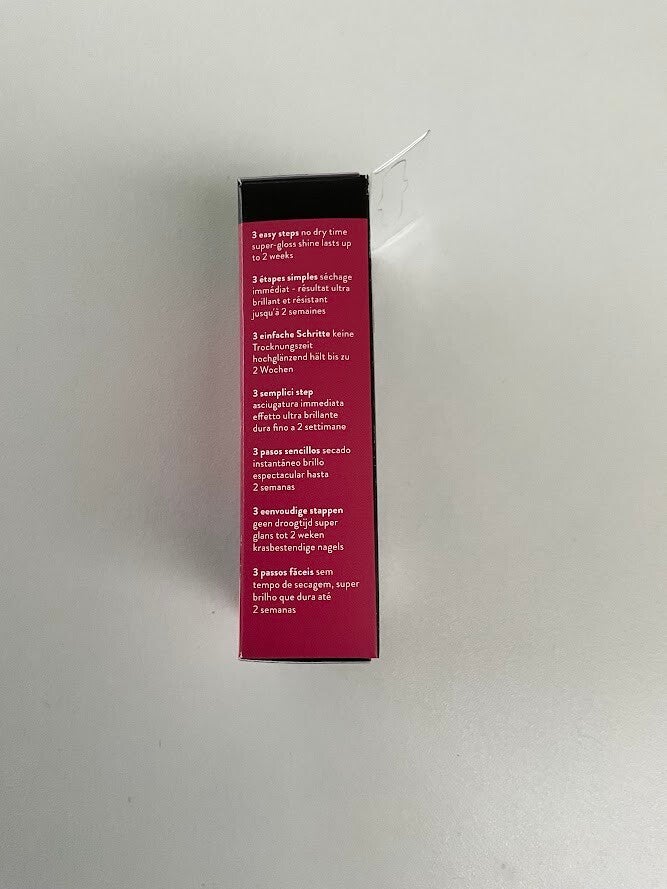 3 easy steps no dry time
super-gloss shine lasts up
to 2 weeks
3 étapes simples séchage
immédiat - résultat ultra
brillant et résistant
jusqu'à 2 semaines
3 einfache Schritte keine
Trocknungszeit
hochglänzend hält bis zu
2 Wochen
3 semplici step
asciugatura immediata
effetto ultra brillante
dura fino a 2 settimane
3 pasos sencillos secado
instantáneo brillo
espectacular hasta
2 semanas
3 eenvoudige stappen
geen droogtijd super
glans tot 2 weken
krasbestendige nagels
3 passos fáceis sem
tempo de secagem, super
brilho que dura até
2 semanas